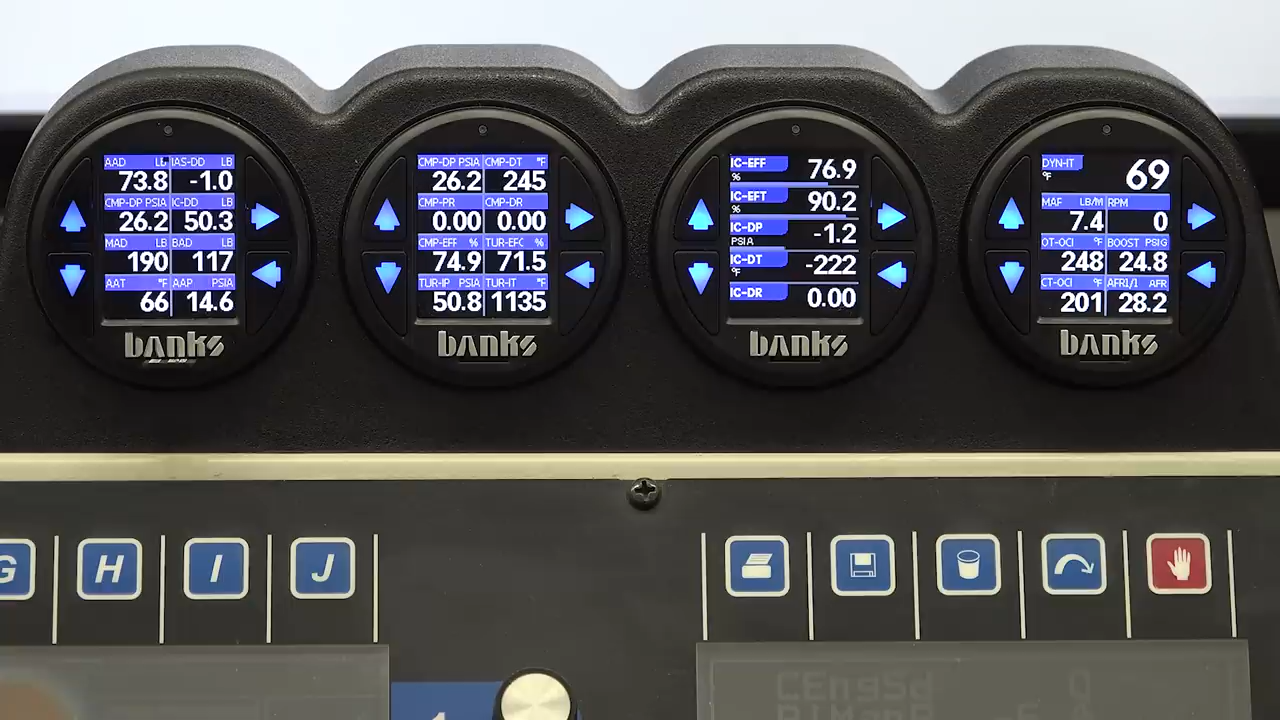 AAD LB IAS-DD LB
73.8 -1.0
CMP-DP PSIA IC-DD LB
26.2 50.3
MAD LB BAD LB
190 117
AAT °F AAP PSIA
66 14.6
banks
CMP-DP PSIA CMP-DT °F
26.2 245
CMP-PR CMP-DR
0.00 0.00
CMP-EFF % TUR-EFC %
74.9 71.5
TUR-IP PSIA TUR-IT °F
50.8 1135
banks
IC-EFF 76.9
%
IC-EFT 90.2
%
IC-DP -1.2
PSIA
IC-DT -222
°F
IC-DR 0.00
banks
DYN-IT 69
°F
MAF LB/M RPM
7.4 0
OT-OCI °F BOOST PSIG
248 24.8
CT-OCI °F AFR1/1 AFR
201 28.2
banks
G H I J
CEngSd